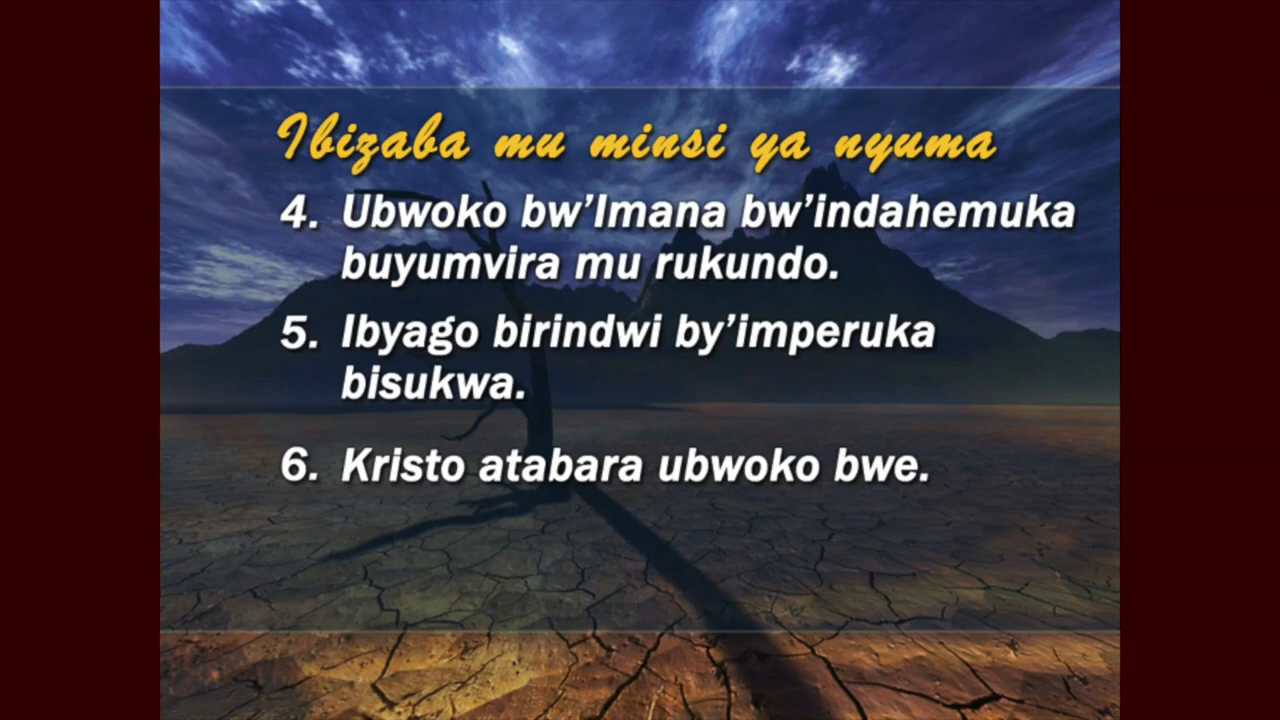 Ibizaba mu minsi ya nyuma
4. Ubwoko bw’Imana bw’indahemuka
buyumvira mu rukundo.
5. Ibyago birindwi by’imperuka
bisukwa.
6. Kristo atabara ubwoko bwe.